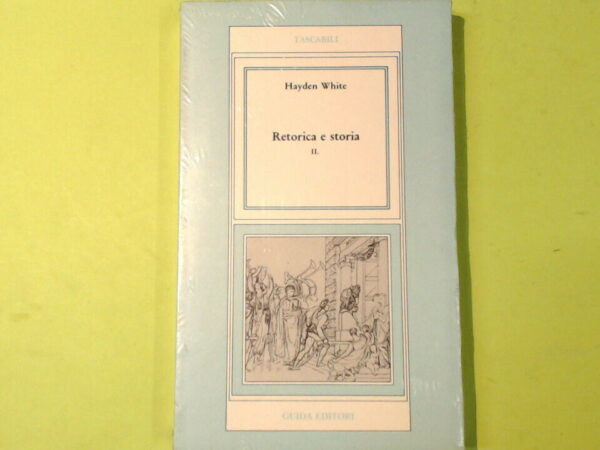 TASCABILI
Hayden White
Retorica e storia
II.
GUIDA EDITORI